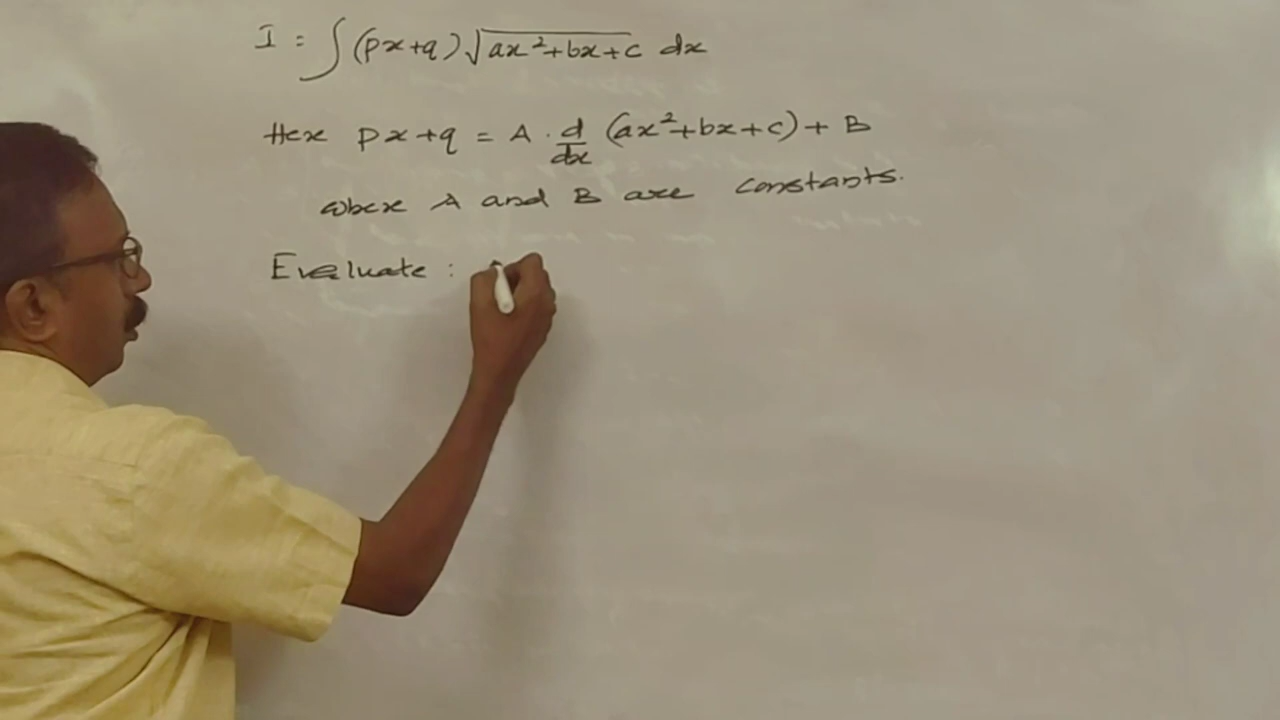 I = ∫(px+q)√(ax²+bx+c) dx
Here px+q = A · d/dx (ax²+bx+c) + B
where A and B are constants.
Evaluate :